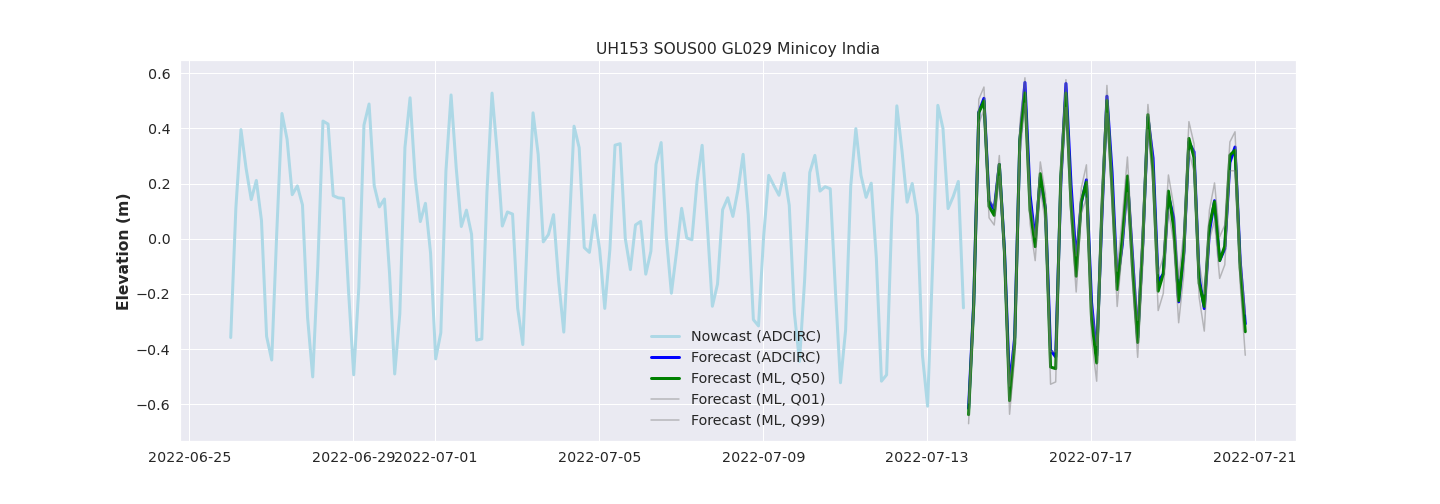 UH153 SOUS00 GL029 Minicoy India
Elevation (m)
0.6
0.4
0.2
0.0
−0.2
−0.4
−0.6
Nowcast (ADCIRC)
Forecast (ADCIRC)
Forecast (ML, Q50)
Forecast (ML, Q01)
Forecast (ML, Q99)
2022-06-25 2022-06-29 2022-07-01 2022-07-05 2022-07-09 2022-07-13 2022-07-17 2022-07-21